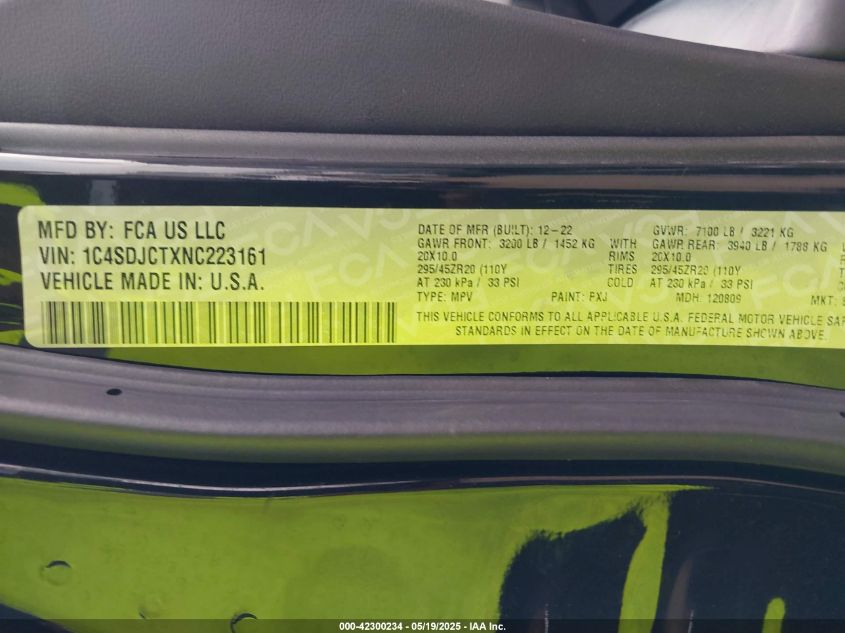 MFD BY: FCA US LLC
VIN: 1C4SDJCTXNC223161
VEHICLE MADE IN: U.S.A.
DATE OF MFR (BUILT): 12-22 GVWR: 7100 LB / 3221 KG
GAWR FRONT: 3200 LB / 1452 KG WITH GAWR REAR: 3940 LB / 1788 KG
20X10.0 RIMS 20X10.0
295/45ZR20 (110Y TIRES 295/45ZR20 (110Y
AT 230 kPa / 33 PSI COLD AT 230 kPa / 33 PSI
TYPE: MPV PAINT: PXJ MDH: 120809 MKT:
THIS VEHICLE CONFORMS TO ALL APPLICABLE U.S.A. FEDERAL MOTOR VEHICLE
STANDARDS IN EFFECT ON THE DATE OF MANUFACTURE SHOWN ABOVE.
000-42300234 - 05/19/2025 - IAA Inc.